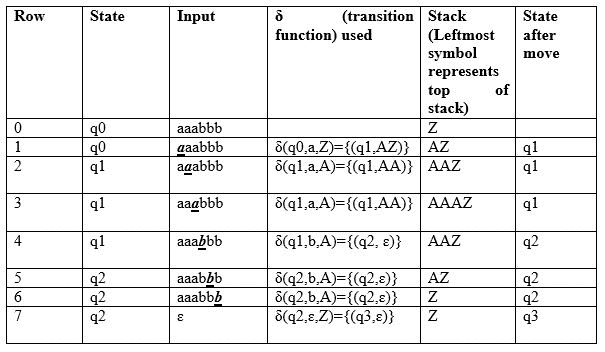 Row State Input δ (transition function) used Stack (Leftmost symbol represents top of stack) State after move
0 q0 aaabbb Z
1 q0 aaabbb δ(q0,a,Z)={(q1,AZ)} AZ q1
2 q1 aaabbb δ(q1,a,A)={(q1,AA)} AAZ q1
3 q1 aaabbb δ(q1,a,A)={(q1,AA)} AAAZ q1
4 q1 aaabbb δ(q1,b,A)={(q2, ε)} AAZ q2
5 q2 aaabbb δ(q2,b,A)={(q2,ε)} AZ q2
6 q2 aaabbb δ(q2,b,A)={(q2,ε)} Z q2
7 q2 ε δ(q2,ε,Z)={(q3,ε)} Z q3